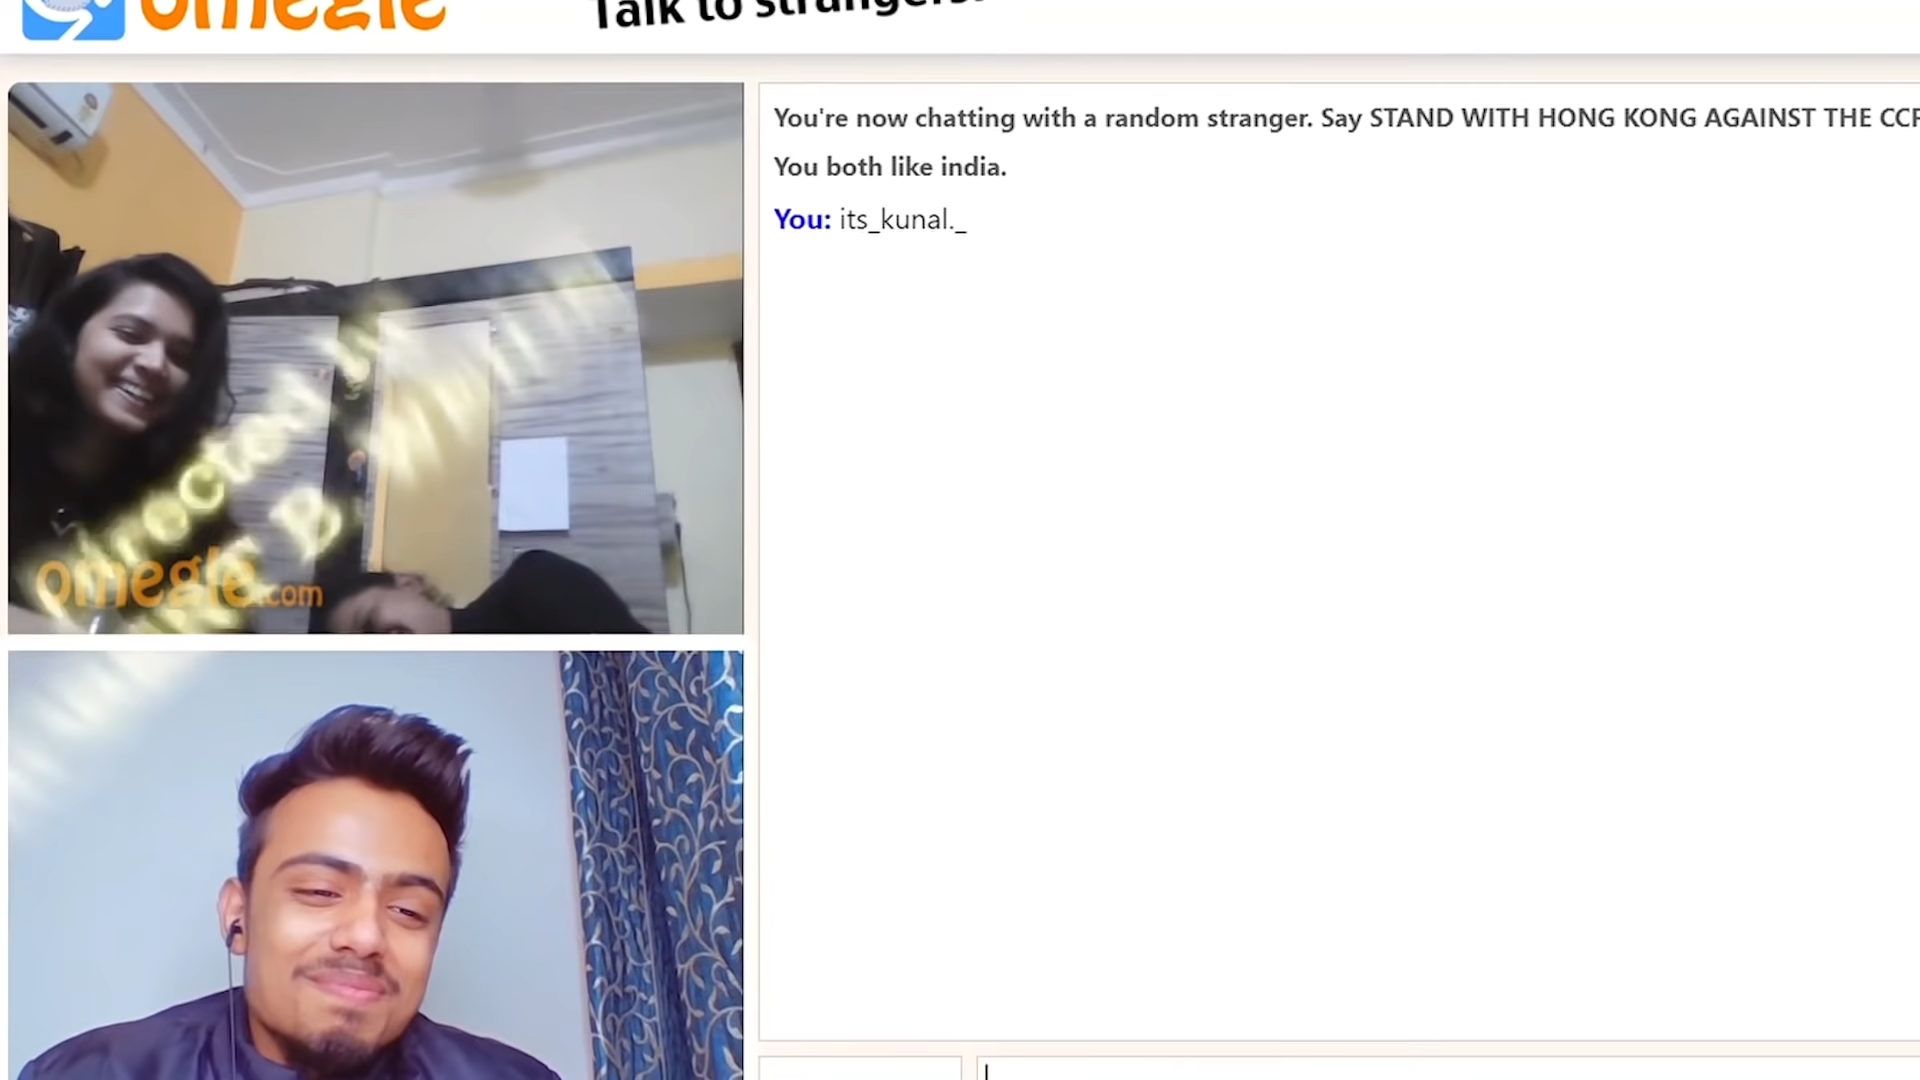 omegle
Talk to strangers!
You're now chatting with a random stranger. Say STAND WITH HONG KONG AGAINST THE CCP
You both like india.
You: its_kunal._
omegle.com